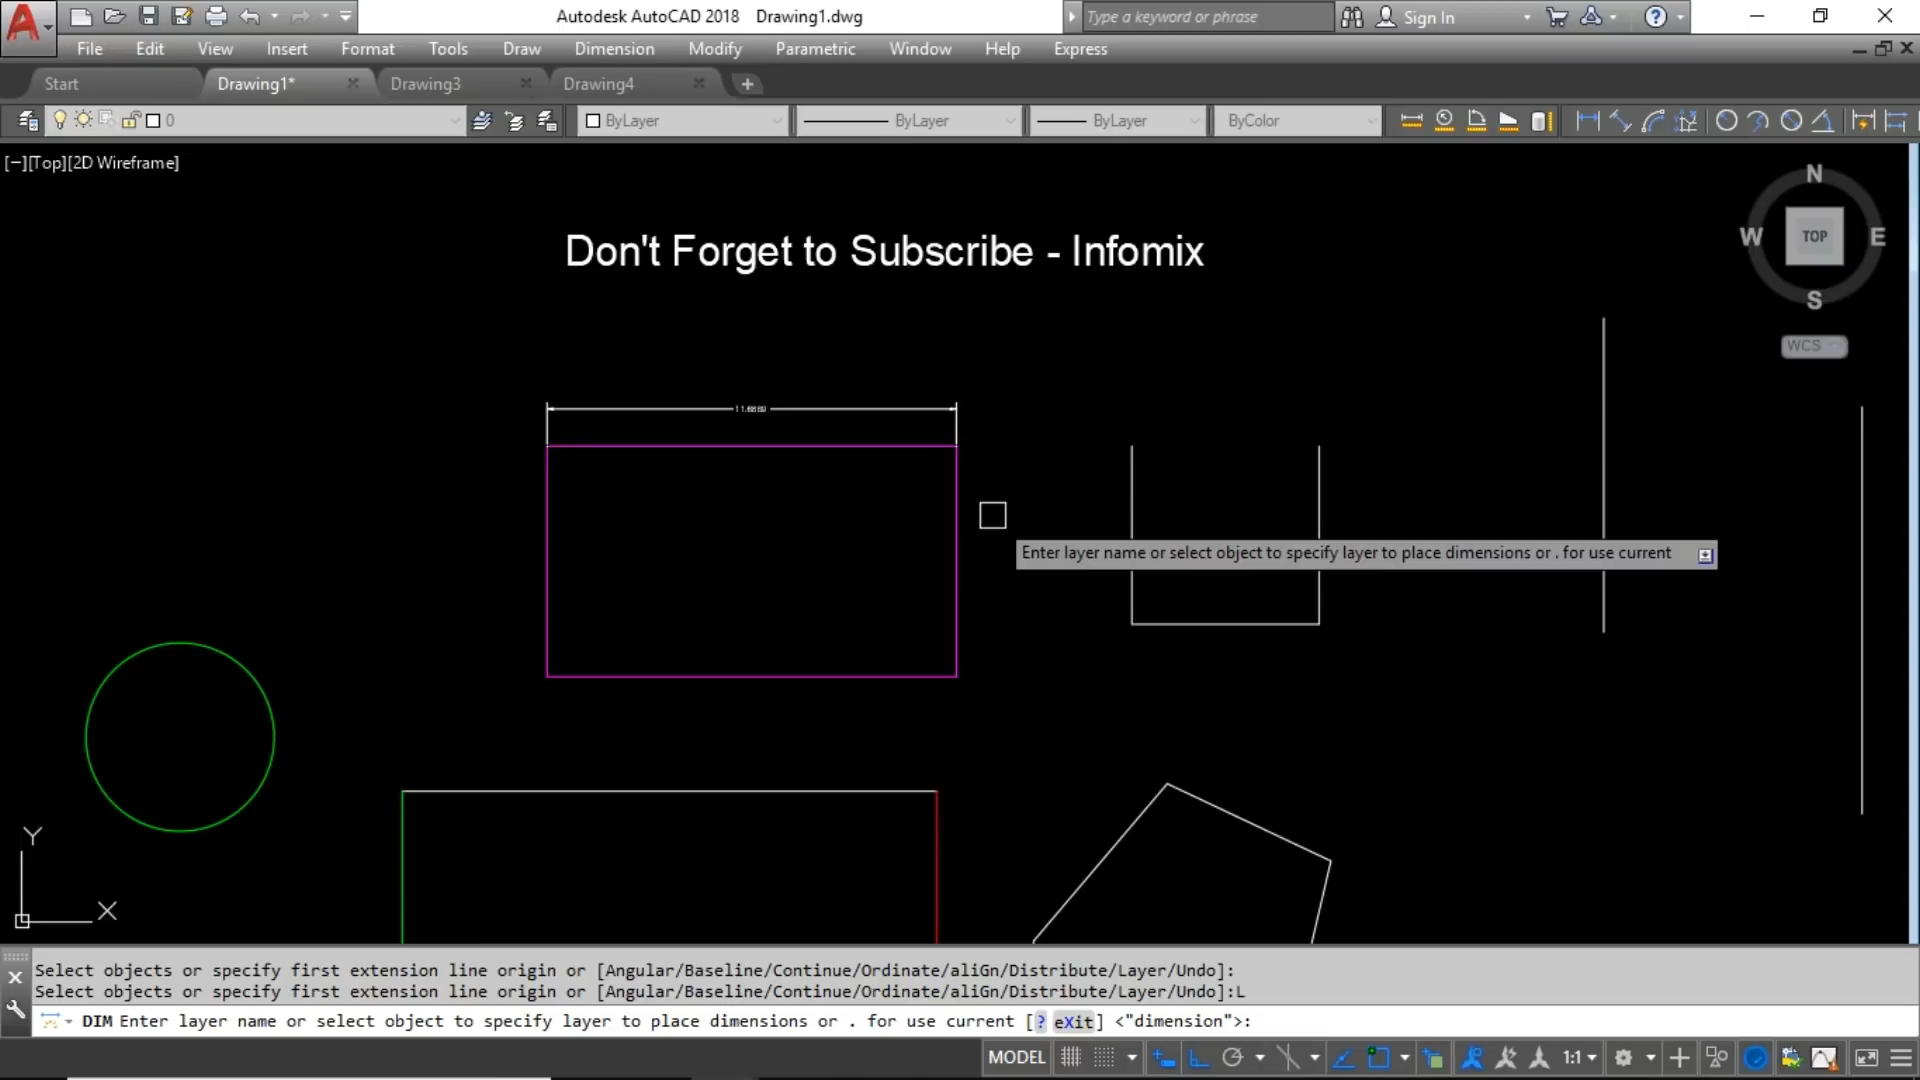 Autodesk AutoCAD 2018 Drawing1.dwg
Type a keyword or phrase
Sign In
File Edit View Insert Format Tools Draw Dimension Modify Parametric Window Help Express
Start Drawing1* Drawing3 Drawing4
0 ByLayer ByLayer ByLayer ByColor
[−][Top][2D Wireframe]
N
W TOP E
S
WCS
Don't Forget to Subscribe - Infomix
Enter layer name or select object to specify layer to place dimensions or . for use current
Y
X
Select objects or specify first extension line origin or [Angular/Baseline/Continue/Ordinate/aliGn/Distribute/Layer/Undo]:
Select objects or specify first extension line origin or [Angular/Baseline/Continue/Ordinate/aliGn/Distribute/Layer/Undo]:L
DIM Enter layer name or select object to specify layer to place dimensions or . for use current [? eXit] <"dimension">:
MODEL 1:1